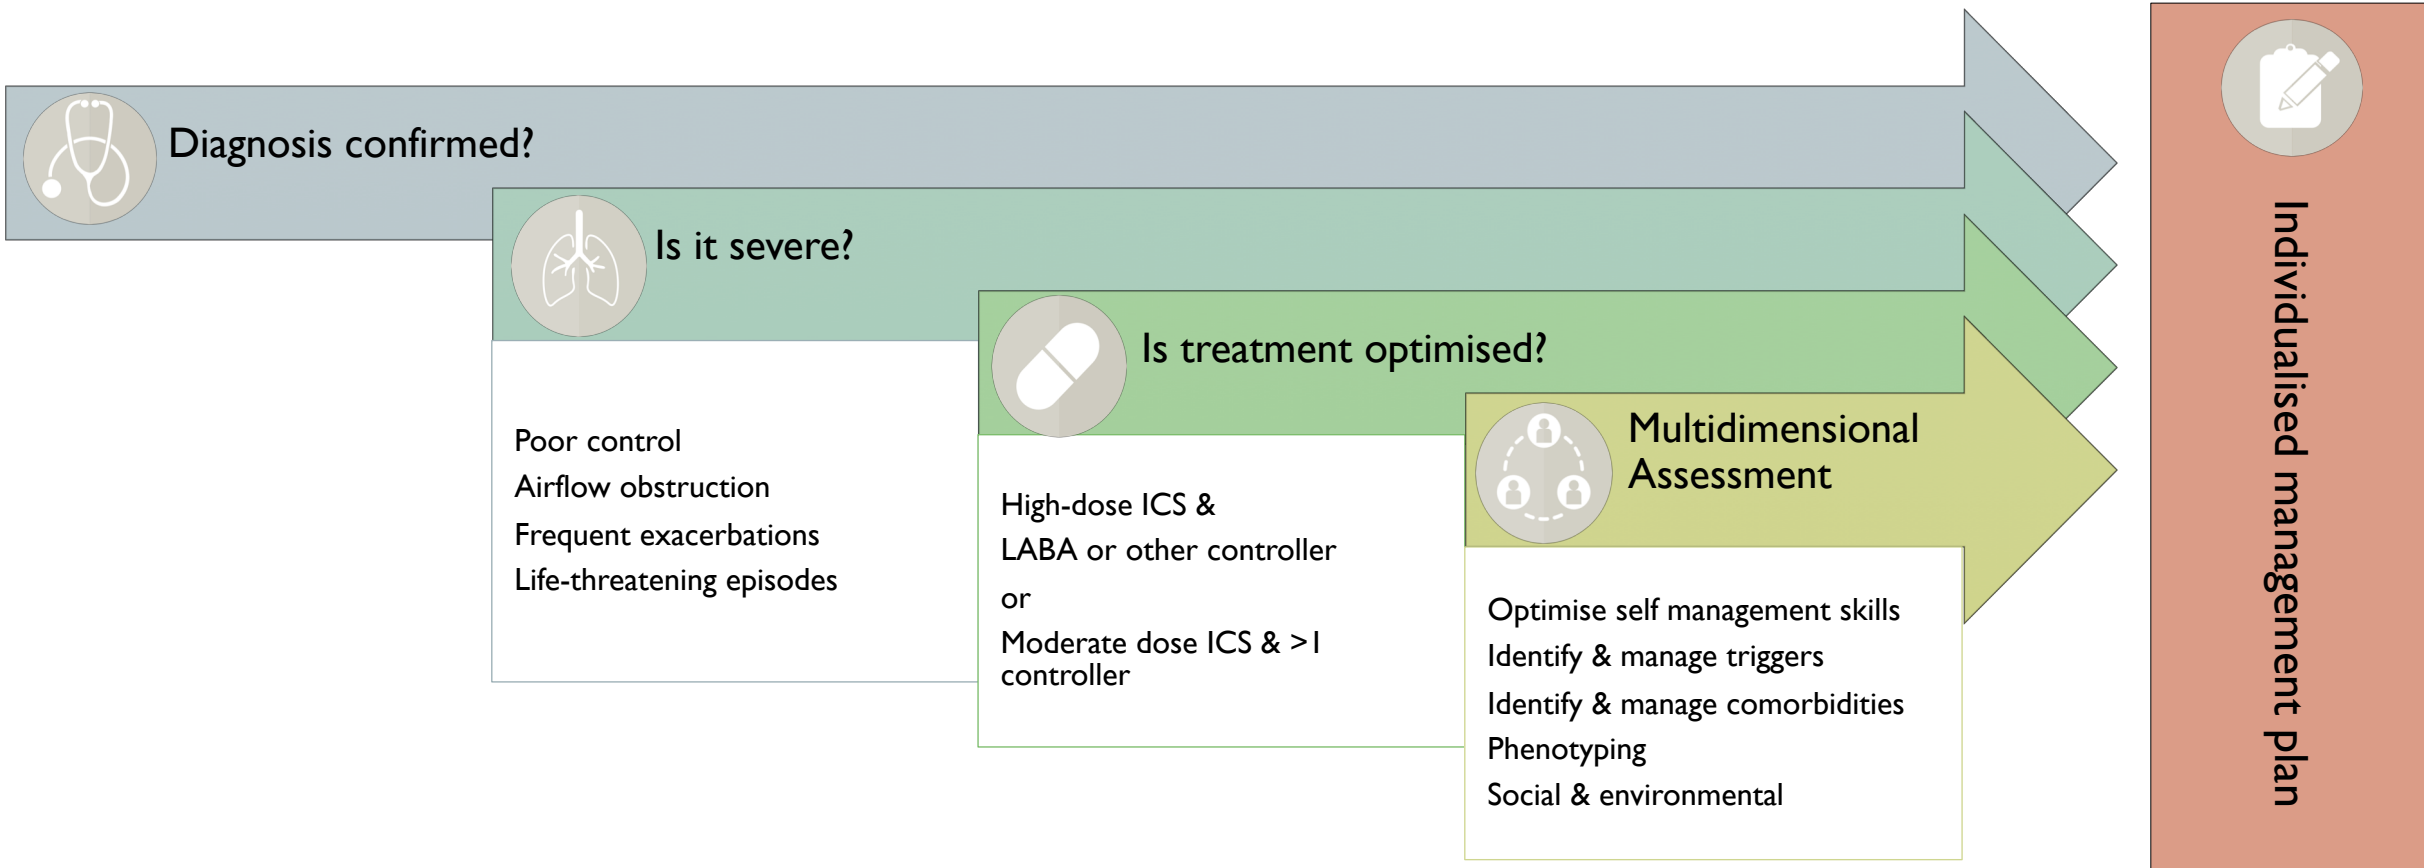 Diagnosis confirmed?
Is it severe?
Poor control
Airflow obstruction
Frequent exacerbations
Life-threatening episodes
Is treatment optimised?
High-dose ICS &
LABA or other controller
or
Moderate dose ICS & >1
controller
Multidimensional
Assessment
Optimise self management skills
Identify & manage triggers
Identify & manage comorbidities
Phenotyping
Social & environmental
Individualised management plan